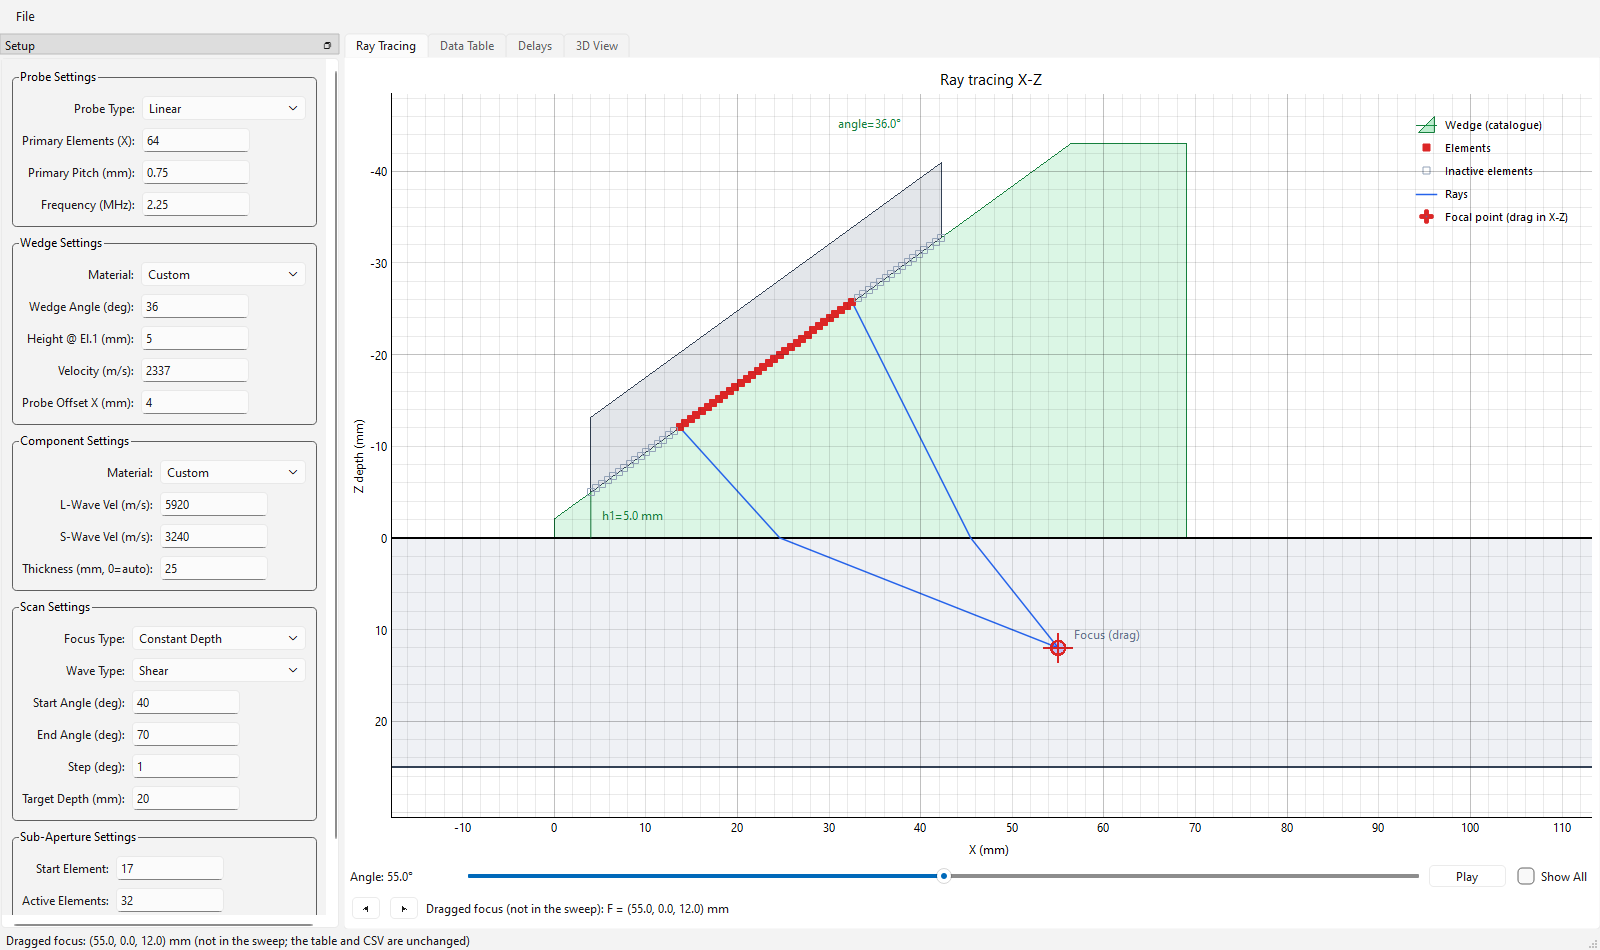 File
Setup
Ray Tracing
Data Table
Delays
3D View
Probe Settings
Probe Type: Linear
Primary Elements (X): 64
Primary Pitch (mm): 0.75
Frequency (MHz): 2.25
Wedge Settings
Material: Custom
Wedge Angle (deg): 36
Height @ El.1 (mm): 5
Velocity (m/s): 2337
Probe Offset X (mm): 4
Component Settings
Material: Custom
L-Wave Vel (m/s): 5920
S-Wave Vel (m/s): 3240
Thickness (mm, 0=auto): 25
Scan Settings
Focus Type: Constant Depth
Wave Type: Shear
Start Angle (deg): 40
End Angle (deg): 70
Step (deg): 1
Target Depth (mm): 20
Sub-Aperture Settings
Start Element: 17
Active Elements: 32
Ray tracing X-Z
angle=36.0°
Wedge (catalogue)
Elements
Inactive elements
Rays
Focal point (drag in X-Z)
-40
-30
-20
-10
0
10
20
Z depth (mm)
h1=5.0 mm
Focus (drag)
-10 0 10 20 30 40 50 60 70 80 90 100 110
X (mm)
Angle: 55.0°
Play
Show All
Dragged focus (not in the sweep): F = (55.0, 0.0, 12.0) mm
Dragged focus: (55.0, 0.0, 12.0) mm (not in the sweep; the table and CSV are unchanged)